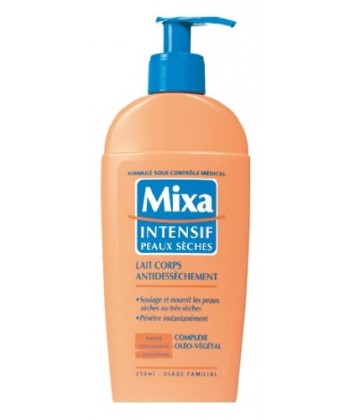 FORMULÉ SOUS CONTRÔLE MÉDICAL
Mixa
INTENSIF
PEAUX SÈCHES
LAIT CORPS
ANTIDESSÈCHEMENT
•Soulage et nourrit les peaux
sèches ou très sèches
•Pénètre instantanément
COMPLEXE
OLÉO-VÉGÉTAL
250ml - USAGE FAMILIAL